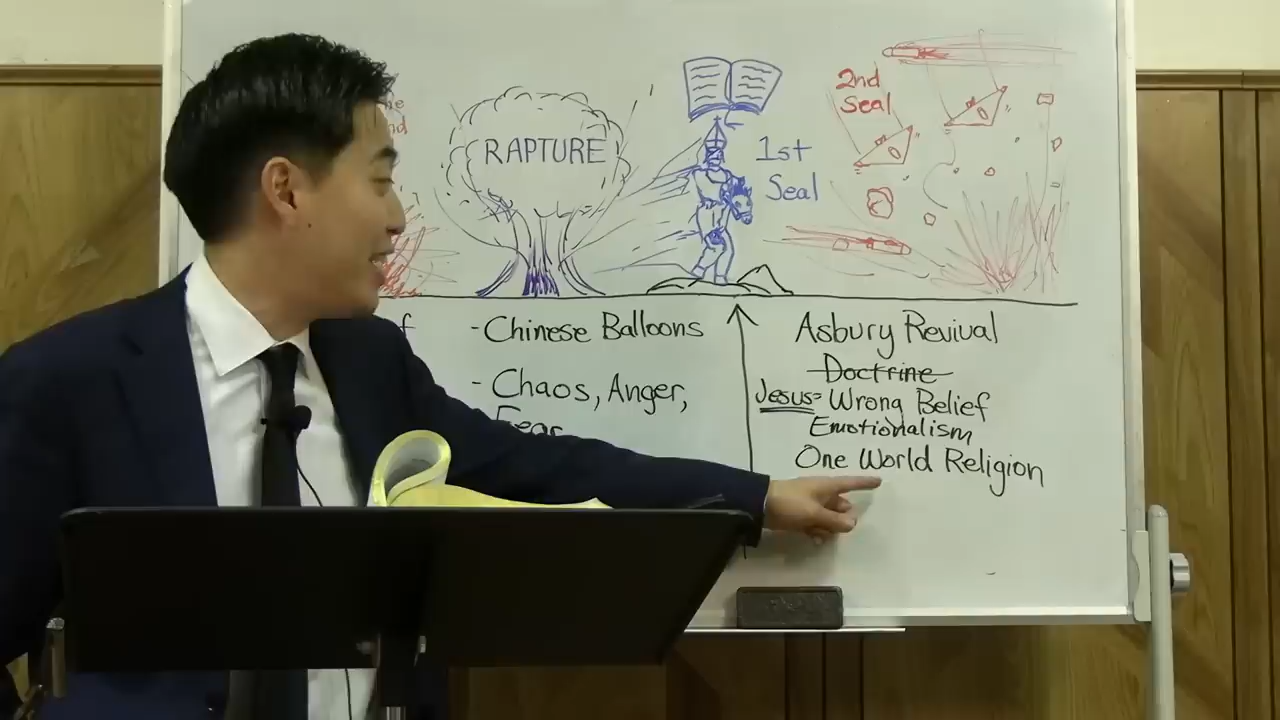 RAPTURE
1st
Seal
2nd
Seal
- Chinese Balloons
- Chaos, Anger,
Fear
Asbury Revival
Doctrine
Jesus = Wrong Belief
Emotionalism
One World Religion